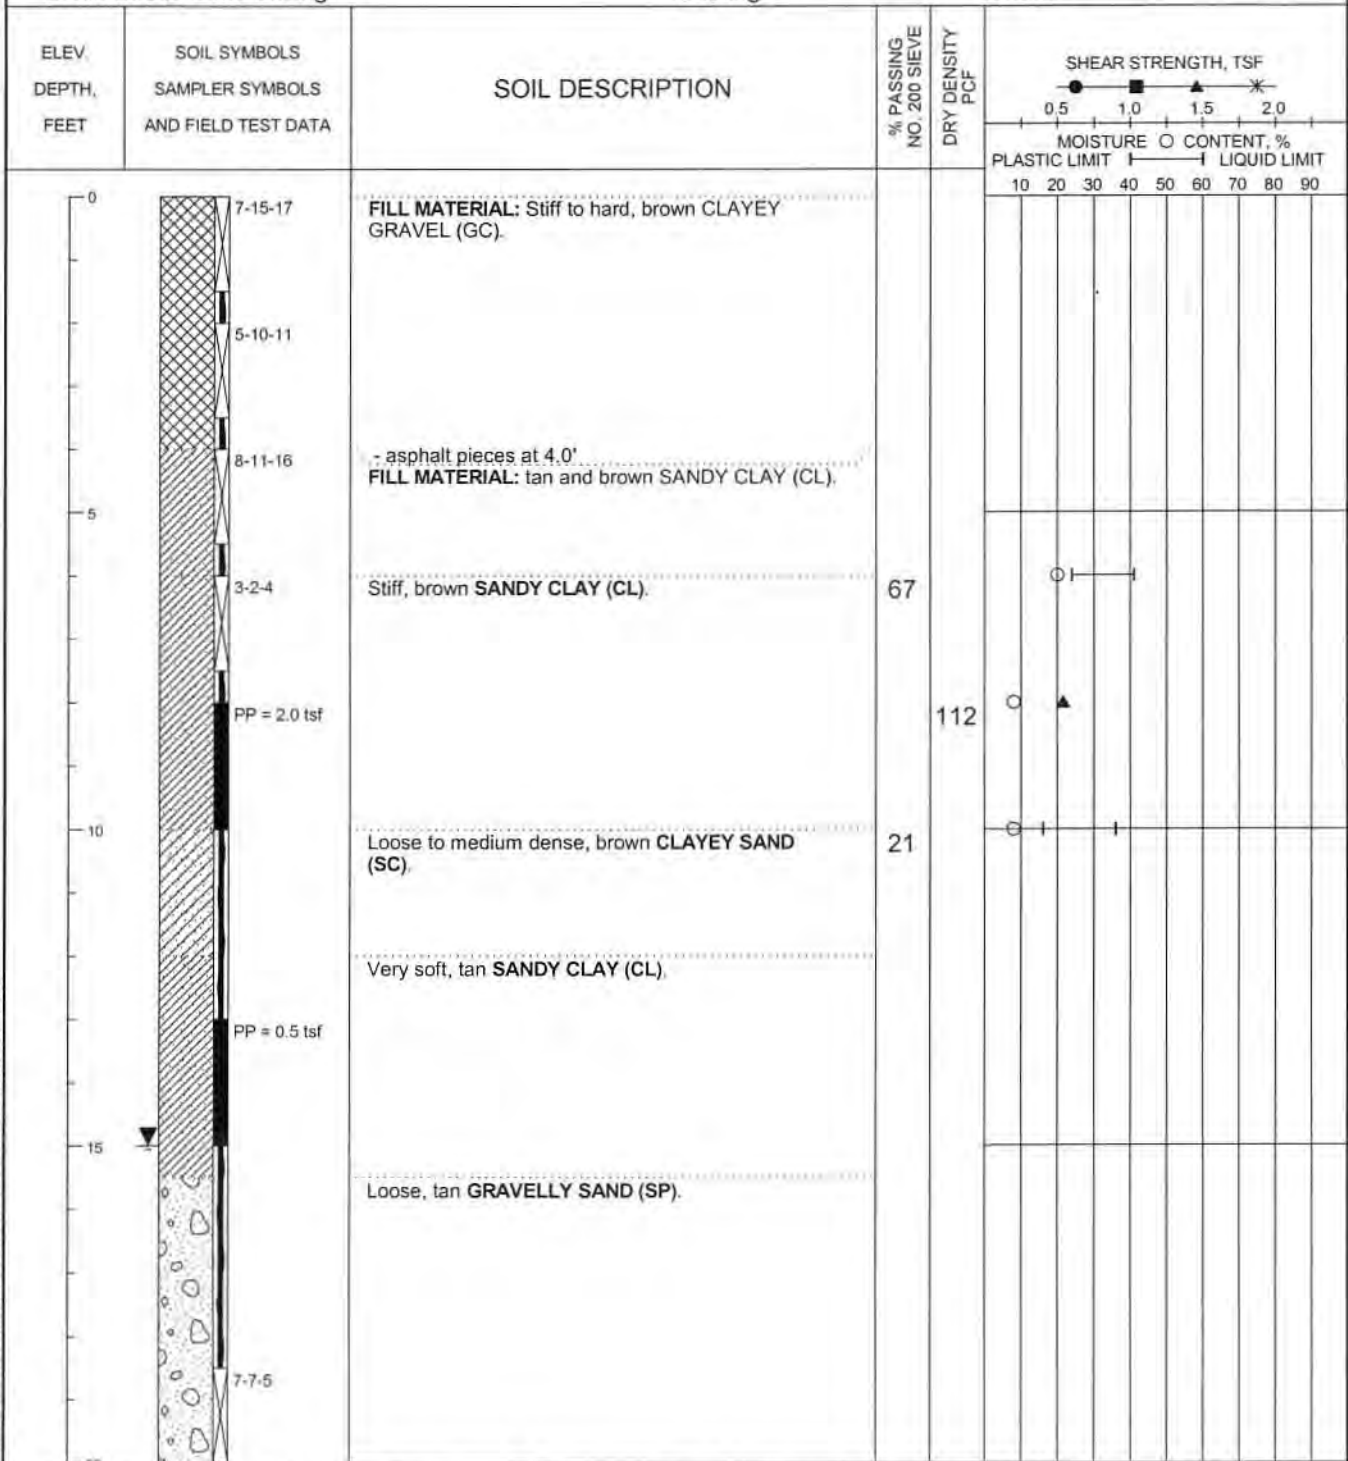 ELEV.
DEPTH,
FEET
SOIL SYMBOLS
SAMPLER SYMBOLS
AND FIELD TEST DATA
SOIL DESCRIPTION
% PASSING
NO. 200 SIEVE
DRY DENSITY
PCF
SHEAR STRENGTH, TSF
0.5 1.0 1.5 2.0
MOISTURE CONTENT, %
PLASTIC LIMIT LIQUID LIMIT
10 20 30 40 50 60 70 80 90
0
7-15-17
FILL MATERIAL: Stiff to hard, brown CLAYEY
GRAVEL (GC).
5-10-11
8-11-16
- asphalt pieces at 4.0'
FILL MATERIAL: tan and brown SANDY CLAY (CL).
5
3-2-4
Stiff, brown SANDY CLAY (CL).
67
PP = 2.0 tsf
112
10
Loose to medium dense, brown CLAYEY SAND
(SC).
21
Very soft, tan SANDY CLAY (CL).
PP = 0.5 tsf
15
Loose, tan GRAVELLY SAND (SP).
7-7-5